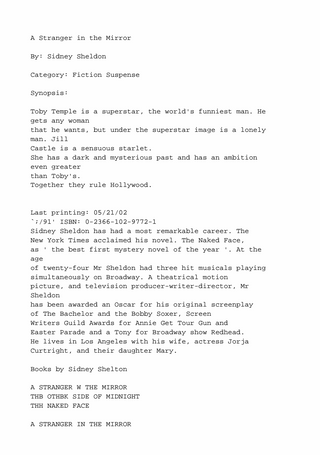 A Stranger in the Mirror
By: Sidney Sheldon
Category: Fiction Suspense
Synopsis:
Toby Temple is a superstar, the world's funniest man. He
gets any woman
that he wants, but under the superstar image is a lonely
man. Jill
Castle is a sensuous starlet.
She has a dark and mysterious past and has an ambition
even greater
than Toby's.
Together they rule Hollywood.
Last printing: 05/21/02
`;/91' ISBN: 0-2366-102-9772-1
Sidney Sheldon has had a most remarkable career. The
New York Times acclaimed his novel. The Naked Face,
as ' the best first mystery novel of the year '. At the
age
of twenty-four Mr Sheldon had three hit musicals playing
simultaneously on Broadway. A theatrical motion
picture, and television producer-writer-director, Mr
Sheldon
has been awarded an Oscar for his original screenplay
of The Bachelor and the Bobby Soxer, Screen
Writers Guild Awards for Annie Get Tour Gun and
Easter Parade and a Tony for Broadway show Redhead.
He lives in Los Angeles with his wife, actress Jorja
Curtright, and their daughter Mary.
Books by Sidney Shelton
A STRANGER W THE MIRROR
THB OTHBK SIDE OF MIDNIGHT
THH NAKED FACE
A STRANGER IN THE MIRROR